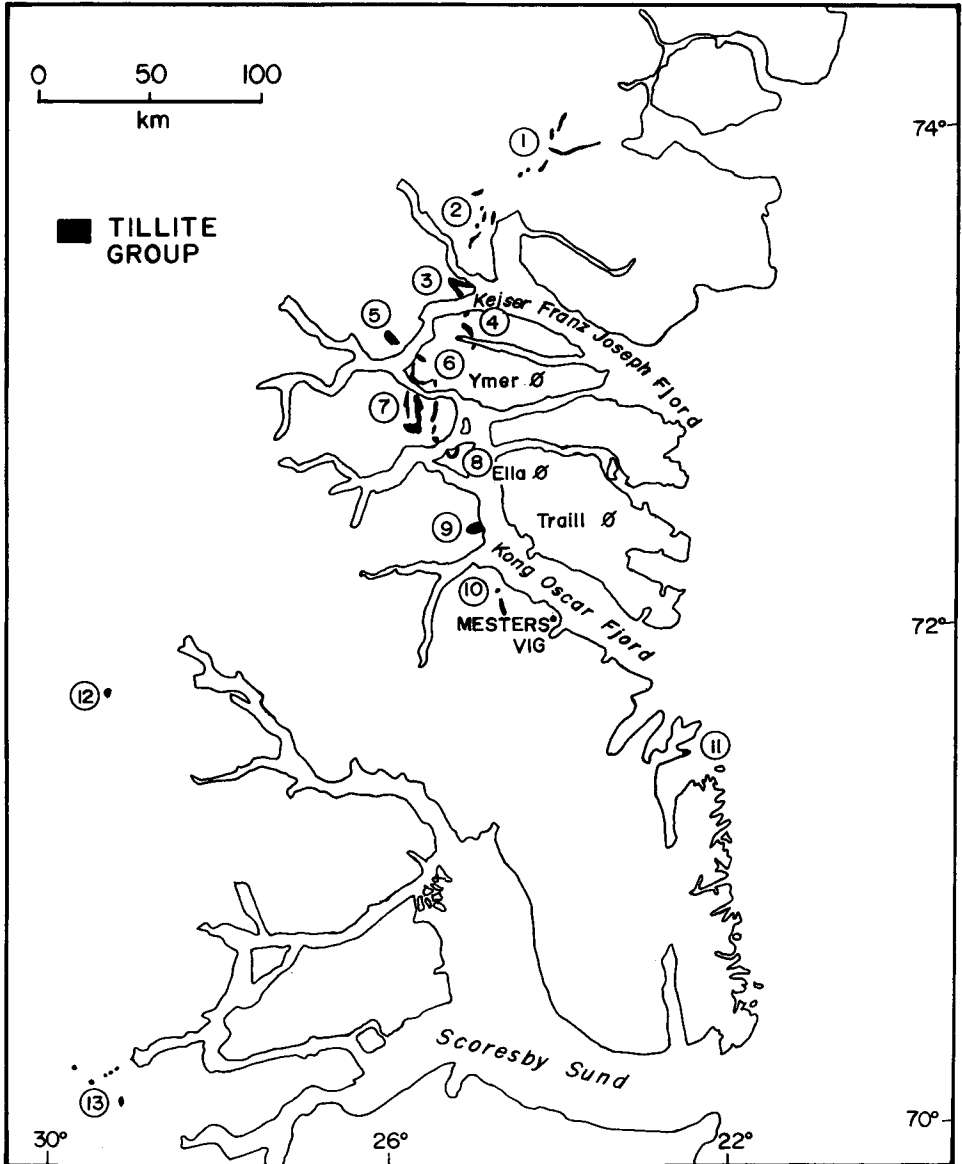 0 50 100
km
74°
1
TILLITE
GROUP
2
3
Keiser Franz Joseph Fjord
4
5
6
Ymer Ø
7
8
Ella Ø
9
Traill Ø
Kong Oscar Fjord
10
MESTERS
VIG
72°
12
11
Scoresby Sund
13
70°
30° 26° 22°